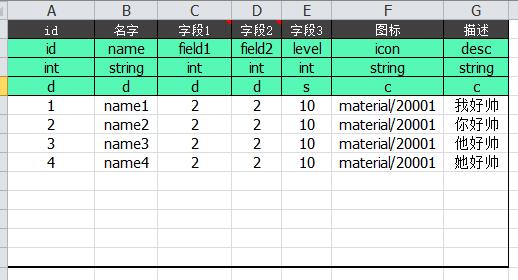 A B C D E F G
id 名字 字段1 字段2 字段3 图标 描述
id name field1 field2 level icon desc
int string int int int string string
d d d d s c c
1 name1 2 2 10 material/20001 我好帅
2 name2 2 2 10 material/20001 你好帅
3 name3 2 2 10 material/20001 他好帅
4 name4 2 2 10 material/20001 她好帅